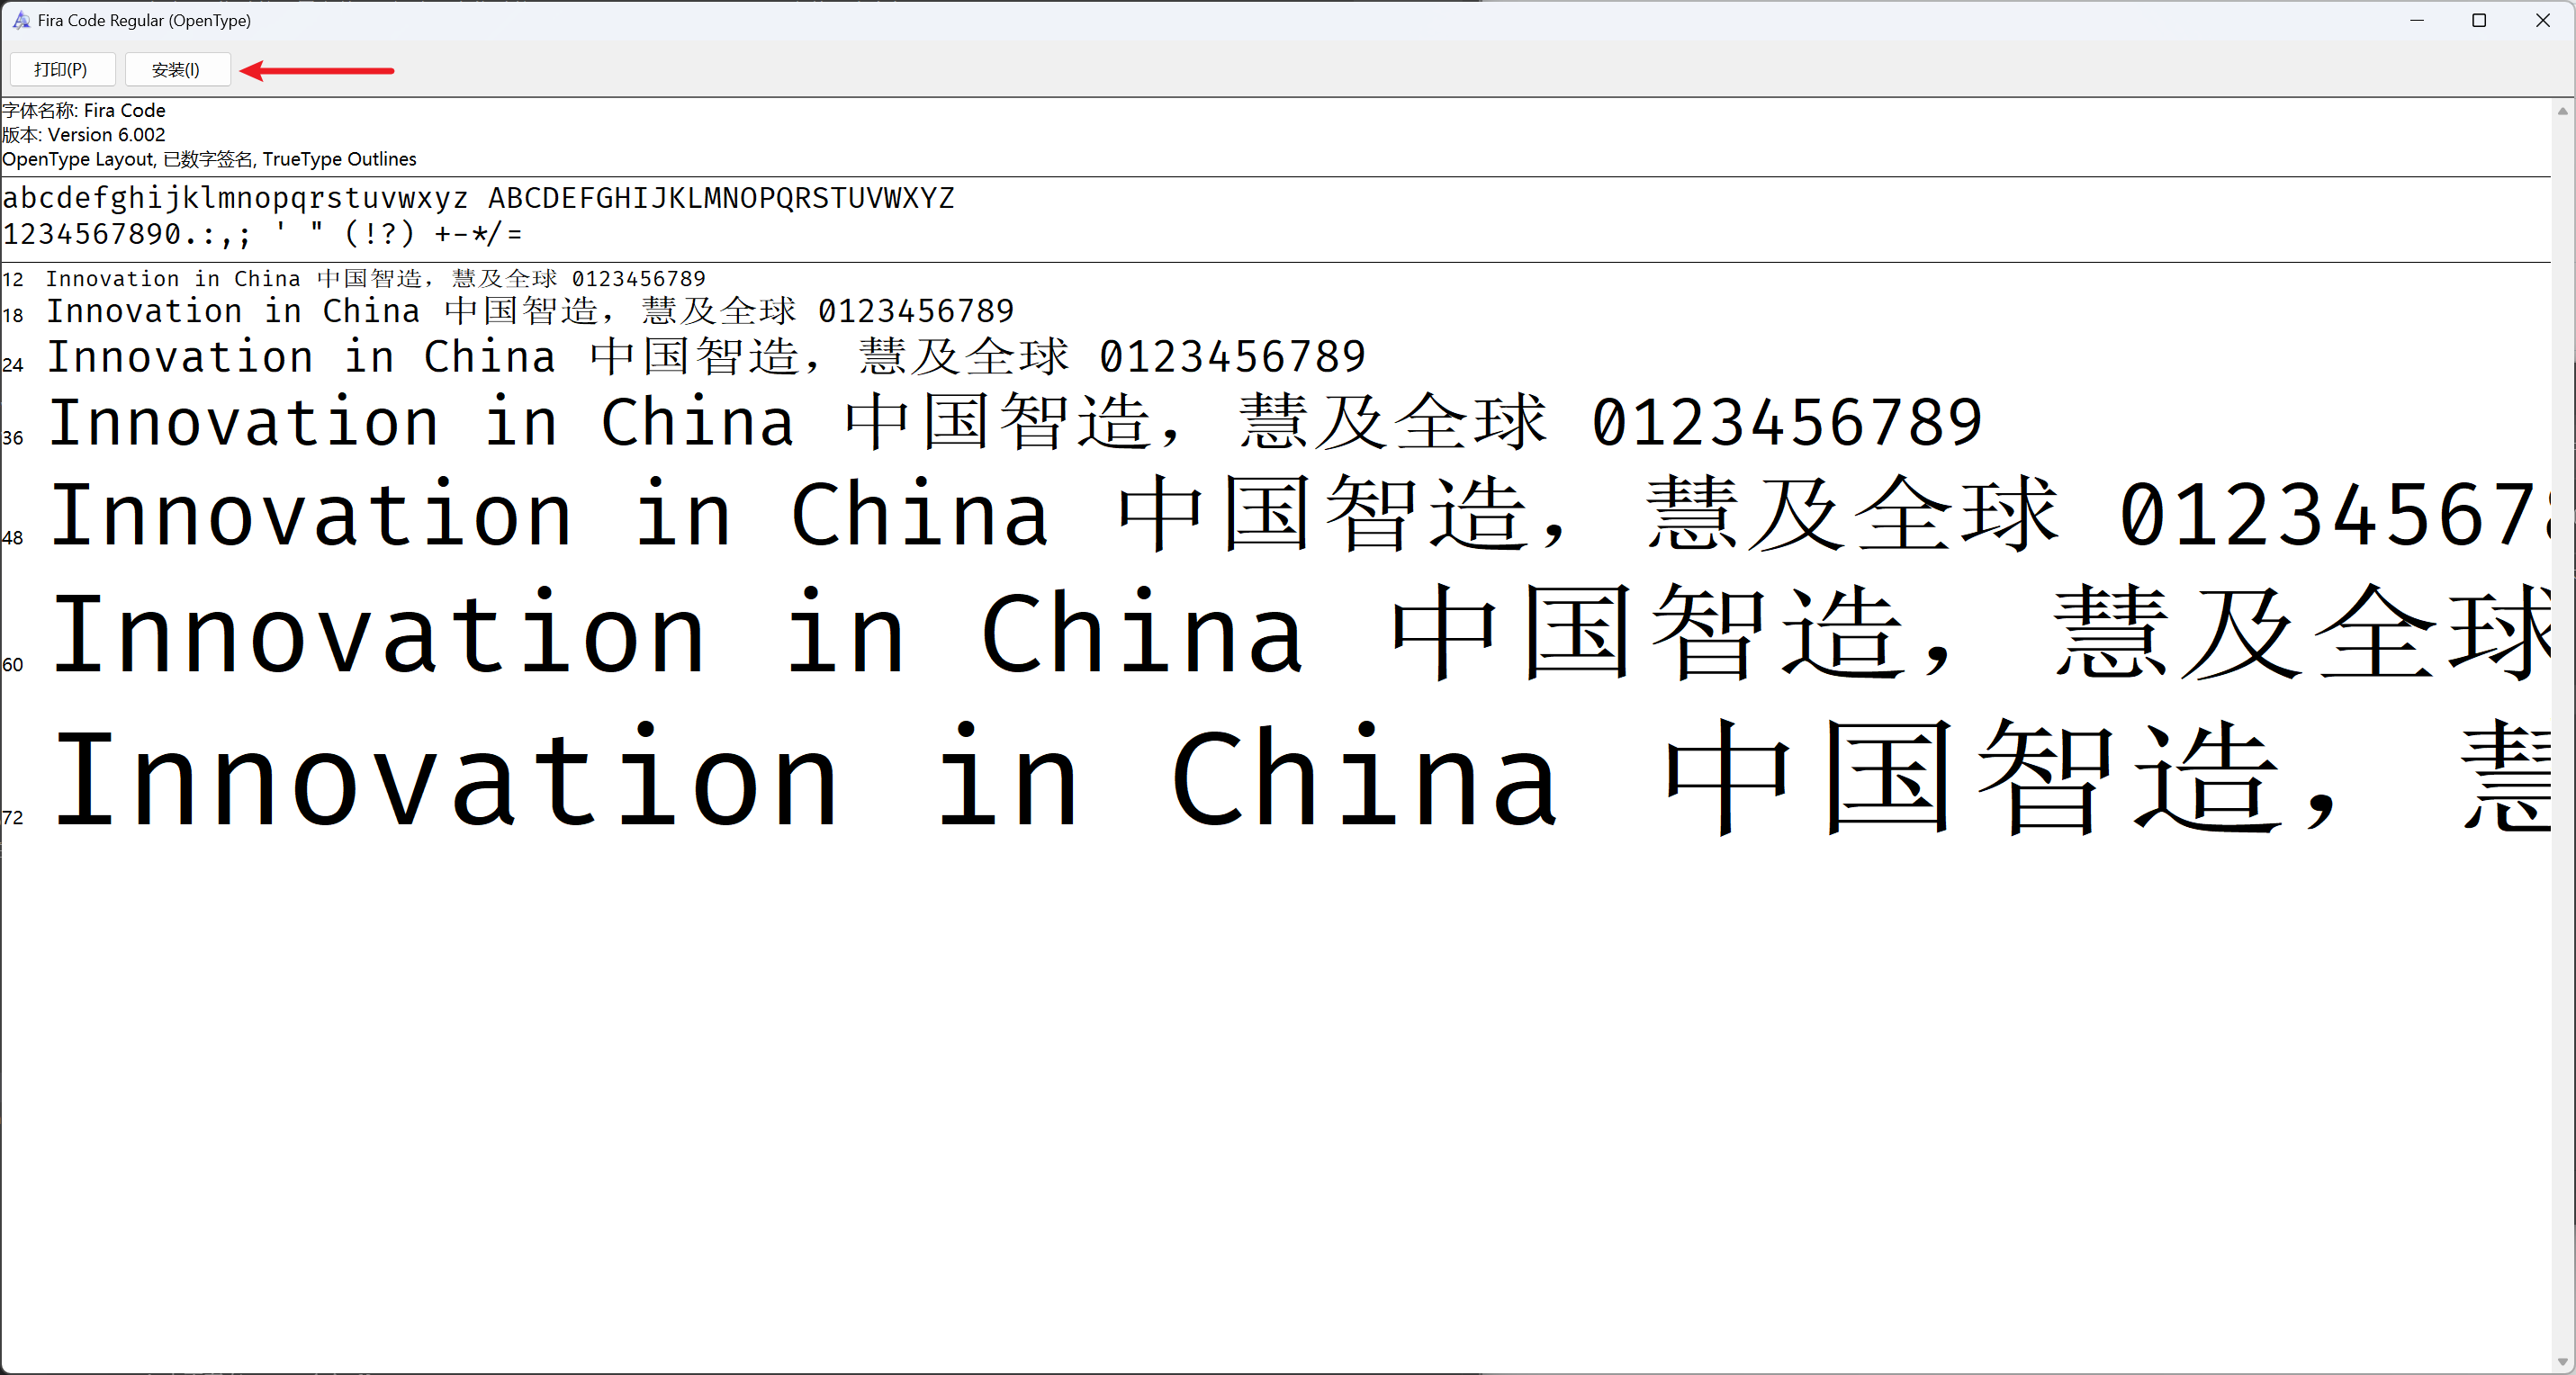 Fira Code Regular (OpenType)
打印(P) 安装(I)
字体名称: Fira Code
版本: Version 6.002
OpenType Layout, 已数字签名, TrueType Outlines
abcdefghijklmnopqrstuvwxyz ABCDEFGHIJKLMNOPQRSTUVWXYZ
1234567890.:,; ' " (!?) +-*/=
12 Innovation in China 中国智造，慧及全球 0123456789
18 Innovation in China 中国智造，慧及全球 0123456789
24 Innovation in China 中国智造，慧及全球 0123456789
36 Innovation in China 中国智造，慧及全球 0123456789
48 Innovation in China 中国智造，慧及全球 012345678
60 Innovation in China 中国智造，慧及全球
72 Innovation in China 中国智造，慧